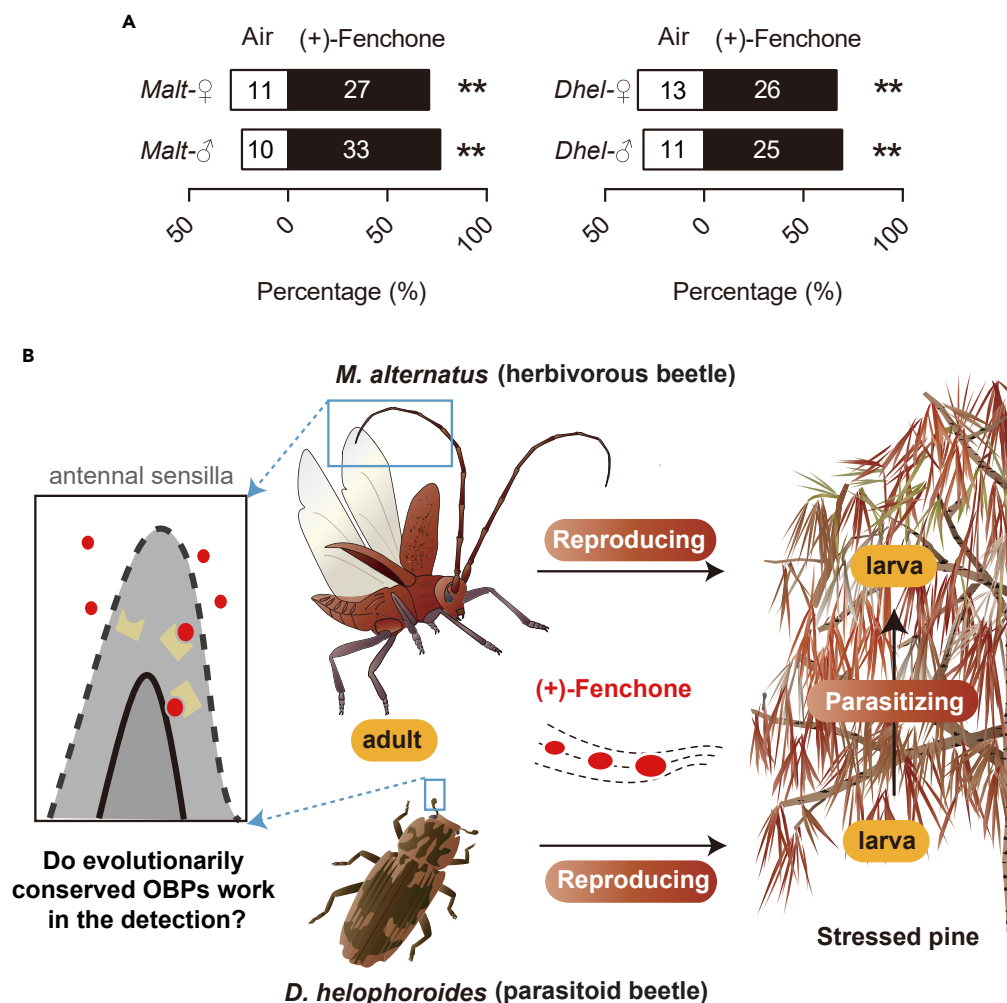 A
Air (+)-Fenchone
Malt-♀ 11 27 **
Malt-♂ 10 33 **
50 0 50 100
Percentage (%)
Air (+)-Fenchone
Dhel-♀ 13 26 **
Dhel-♂ 11 25 **
50 0 50 100
Percentage (%)
B
M. alternatus (herbivorous beetle)
antennal sensilla
Reproducing
larva
(+)-Fenchone
Parasitizing
adult
larva
Reproducing
Do evolutionarily
conserved OBPs work
in the detection?
Stressed pine
D. helophoroides (parasitoid beetle)